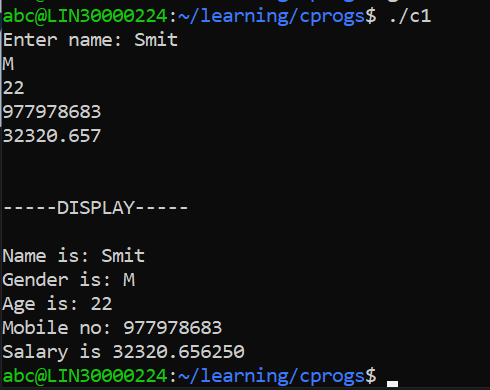 abc@LIN30000224:~/learning/cprogs$ ./c1
Enter name: Smit
M
22
977978683
32320.657
-----DISPLAY-----
Name is: Smit
Gender is: M
Age is: 22
Mobile no: 977978683
Salary is 32320.656250
abc@LIN30000224:~/learning/cprogs$